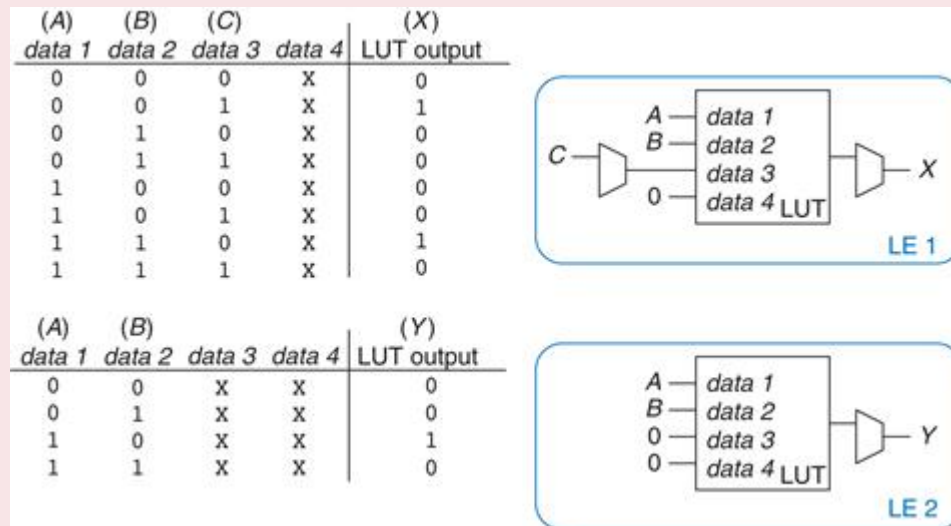 (A) (B) (C) (X)
data 1 data 2 data 3 data 4 LUT output
0 0 0 X 0
0 0 1 X 1
0 1 0 X 0
0 1 1 X 0
1 0 0 X 0
1 0 1 X 0
1 1 0 X 1
1 1 1 X 0
A data 1
B data 2
C data 3 X
0 data 4 LUT
LE 1
(A) (B) (Y)
data 1 data 2 data 3 data 4 LUT output
0 0 X X 0
0 1 X X 0
1 0 X X 1
1 1 X X 0
A data 1
B data 2
0 data 3 Y
0 data 4 LUT
LE 2